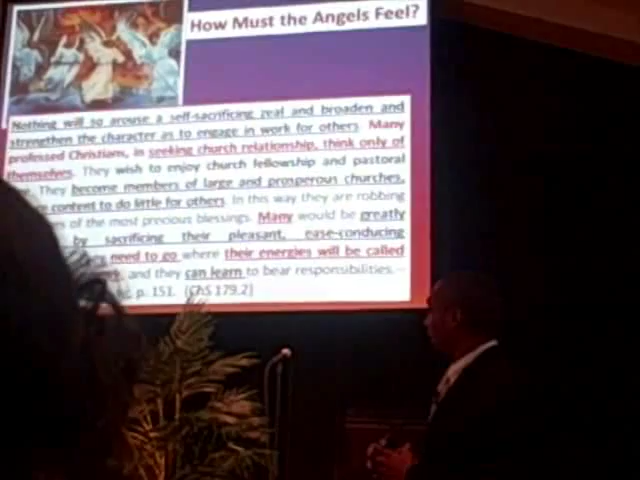 How Must the Angels Feel?
Nothing will so arouse a self-sacrificing zeal and broaden and
strengthen the character as to engage in work for others. Many
professed Christians, in seeking church relationship, think only of
themselves. They wish to enjoy church fellowship and pastoral
They become members of large and prosperous churches,
content to do little for others. In this way they are robbing
of the most precious blessings. Many would be greatly
by sacrificing their pleasant, ease-conducing
need to go where their energies will be called
and they can learn to bear responsibilities.--
p. 151. (ChS 179.2)